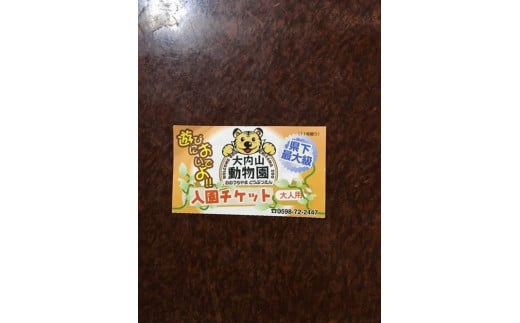 遊びにおいでよ!!
大内山
動物園
おおうちやま どうぶつえん
県下
最大級
入園チケット
大人用
☎0598-72-2447